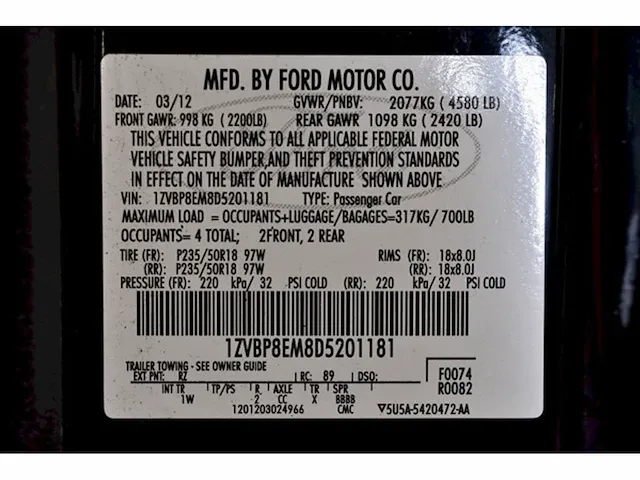 MFD. BY FORD MOTOR CO.
DATE: 03/12 GVWR/PNBV: 2077KG ( 4580 LB)
FRONT GAWR: 998 KG ( 2200LB) REAR GAWR 1098 KG ( 2420 LB)
THIS VEHICLE CONFORMS TO ALL APPLICABLE FEDERAL MOTOR
VEHICLE SAFETY BUMPER,AND THEFT PREVENTION STANDARDS
IN EFFECT ON THE DATE OF MANUFACTURE SHOWN ABOVE
VIN: 1ZVBP8EM8D5201181 TYPE: Passenger Car
MAXIMUM LOAD = OCCUPANTS+LUGGAGE/BAGAGES=317KG/ 700LB
OCCUPANTS= 4 TOTAL; 2FRONT, 2 REAR
TIRE (FR): P235/50R18 97W RIMS (FR): 18x8.0J
(RR): P235/50R18 97W (RR): 18x8.0J
PRESSURE (FR): 220 kPa/ 32 PSI COLD (RR): 220 kPa/ 32 PSI COLD
1ZVBP8EM8D5201181
TRAILER TOWING - SEE OWNER GUIDE
EXT PNT: RZ RC: 89 DSO: F0074
R0082
INT TR TP/PS R AXLE TR SPR
1W 2 CC X BBBB
1201203024966 CMC 5U5A-5420472-AA